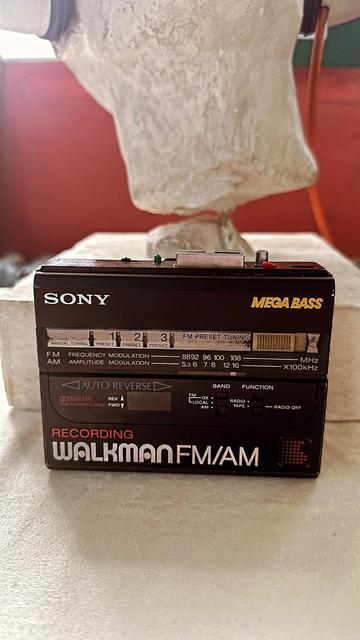 SONY
MEGA BASS
1 2 3
MANUAL TUNING PRESET PRESET PRESET FM PRESET TUNING
FM FREQUENCY MODULATION 88 92 96 100 108 MHz
AM AMPLITUDE MODULATION 5.3 6 7 8 12 16 X100kHz
AUTO REVERSE
REV
FWD
BAND
FM DX
LOCAL
AM
FUNCTION
RADIO
TAPE
RADIO OFF
RECORDING
WALKMAN FM/AM